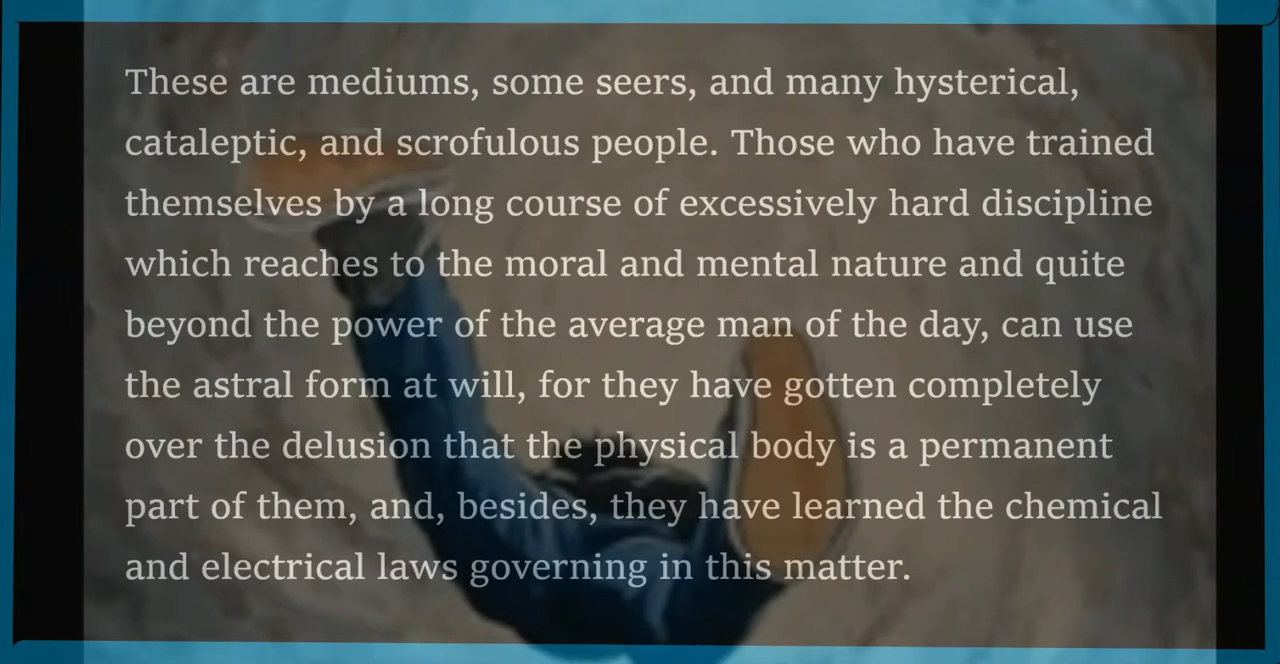 These are mediums, some seers, and many hysterical,
cataleptic, and scrofulous people. Those who have trained
themselves by a long course of excessively hard discipline
which reaches to the moral and mental nature and quite
beyond the power of the average man of the day, can use
the astral form at will, for they have gotten completely
over the delusion that the physical body is a permanent
part of them, and, besides, they have learned the chemical
and electrical laws governing in this matter.